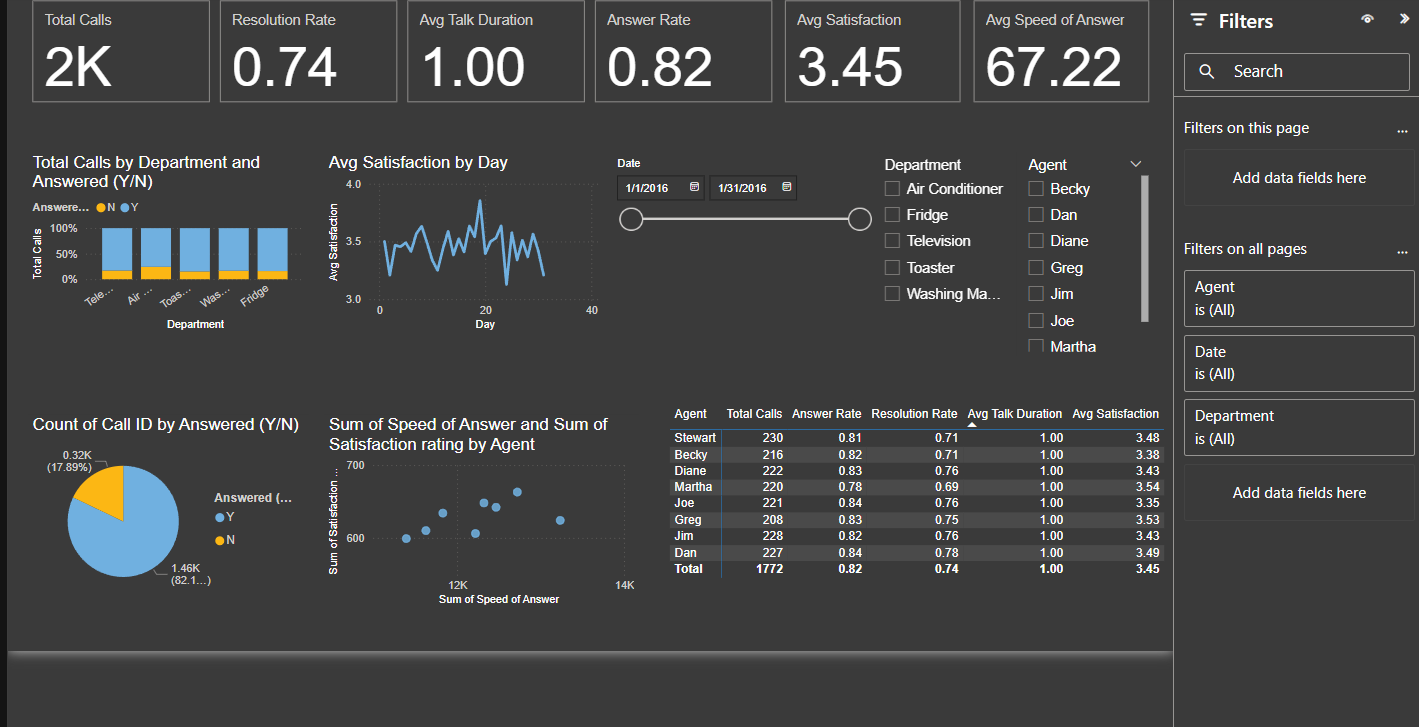 Total Calls
2K
Resolution Rate
0.74
Avg Talk Duration
1.00
Answer Rate
0.82
Avg Satisfaction
3.45
Avg Speed of Answer
67.22
Total Calls by Department and
Answered (Y/N)
Answere... N Y
Total Calls
100%
50%
0%
Tele...
Air ...
Toas...
Was...
Fridge
Department
Avg Satisfaction by Day
Avg Satisfaction
4.0
3.5
3.0
0 20 40
Day
Date
1/1/2016 1/31/2016
Department
Air Conditioner
Fridge
Television
Toaster
Washing Ma...
Agent
Becky
Dan
Diane
Greg
Jim
Joe
Martha
Count of Call ID by Answered (Y/N)
0.32K
(17.89%)
1.46K
(82.1...)
Answered (...
Y
N
Sum of Speed of Answer and Sum of
Satisfaction rating by Agent
Sum of Satisfaction ...
700
600
12K 14K
Sum of Speed of Answer
Agent Total Calls Answer Rate Resolution Rate Avg Talk Duration Avg Satisfaction
Stewart 230 0.81 0.71 1.00 3.48
Becky 216 0.82 0.71 1.00 3.38
Diane 222 0.83 0.76 1.00 3.43
Martha 220 0.78 0.69 1.00 3.54
Joe 221 0.84 0.76 1.00 3.35
Greg 208 0.83 0.75 1.00 3.53
Jim 228 0.82 0.76 1.00 3.43
Dan 227 0.84 0.78 1.00 3.49
Total 1772 0.82 0.74 1.00 3.45
Filters
Search
Filters on this page ...
Add data fields here
Filters on all pages ...
Agent
is (All)
Date
is (All)
Department
is (All)
Add data fields here